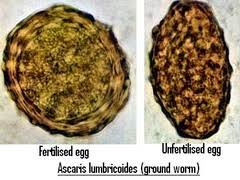 Fertilised egg
Unfertilised egg
Ascaris lumbricoides (ground worm)